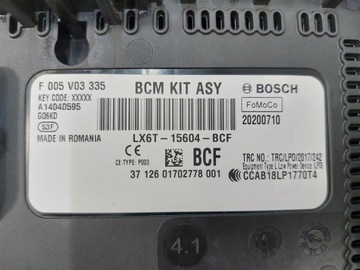 F 005 V03 335
BCM KIT ASY
BOSCH
KEY CODE: XXXXX
A14040595
G06KD
53F
FoMoCo
20200710
MADE IN ROMANIA
LX6T-15604-BCF
CE TYPE: P003
BCF
TRC NO.: TRC/LPD/2017/242
Equipment Type: Low Power Device (LPD)
37 126 01702778 001
CCAB18LP1770T4
4.1